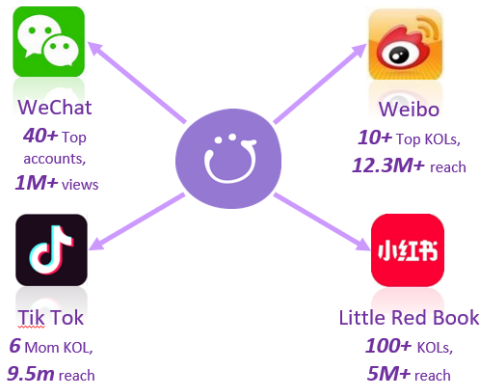 WeChat
40+ Top
accounts,
1M+ views
Weibo
10+ Top KOLs,
12.3M+ reach
Tik Tok
6 Mom KOL,
9.5m reach
小红书
Little Red Book
100+ KOLs,
5M+ reach